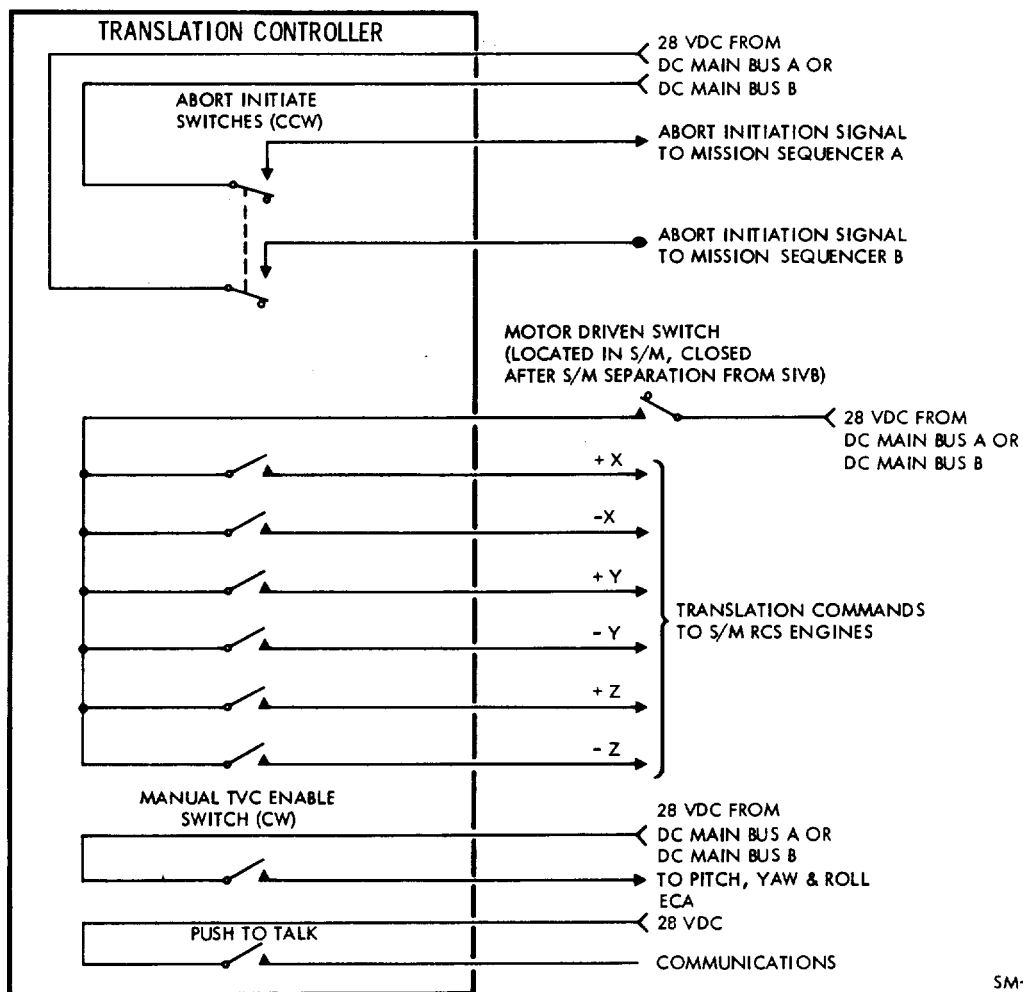 TRANSLATION CONTROLLER
28 VDC FROM
DC MAIN BUS A OR
DC MAIN BUS B
ABORT INITIATE
SWITCHES (CCW)
ABORT INITIATION SIGNAL
TO MISSION SEQUENCER A
ABORT INITIATION SIGNAL
TO MISSION SEQUENCER B
MOTOR DRIVEN SWITCH
(LOCATED IN S/M, CLOSED
AFTER S/M SEPARATION FROM SIVB)
28 VDC FROM
DC MAIN BUS A OR
DC MAIN BUS B
+ X
-X
+ Y
- Y
+ Z
- Z
TRANSLATION COMMANDS
TO S/M RCS ENGINES
MANUAL TVC ENABLE
SWITCH (CW)
28 VDC FROM
DC MAIN BUS A OR
DC MAIN BUS B
TO PITCH, YAW & ROLL
ECA
28 VDC
PUSH TO TALK
COMMUNICATIONS
SM-